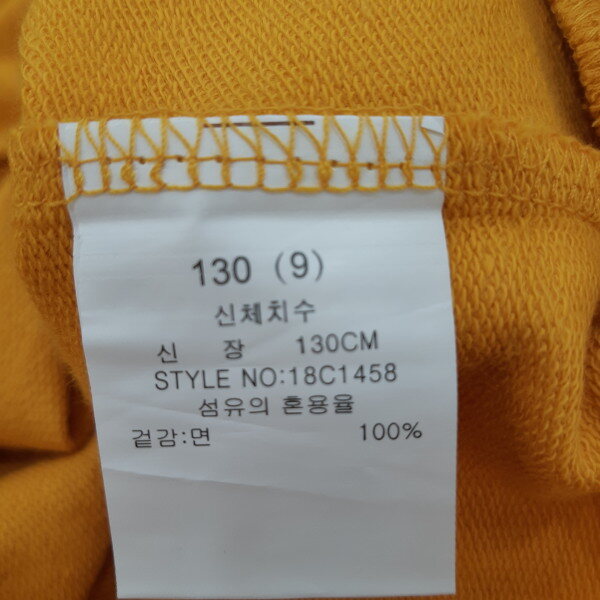 130 (9)
신체치수
신 장 130CM
STYLE NO:18C1458
섬유의 혼용율
겉감:면 100%